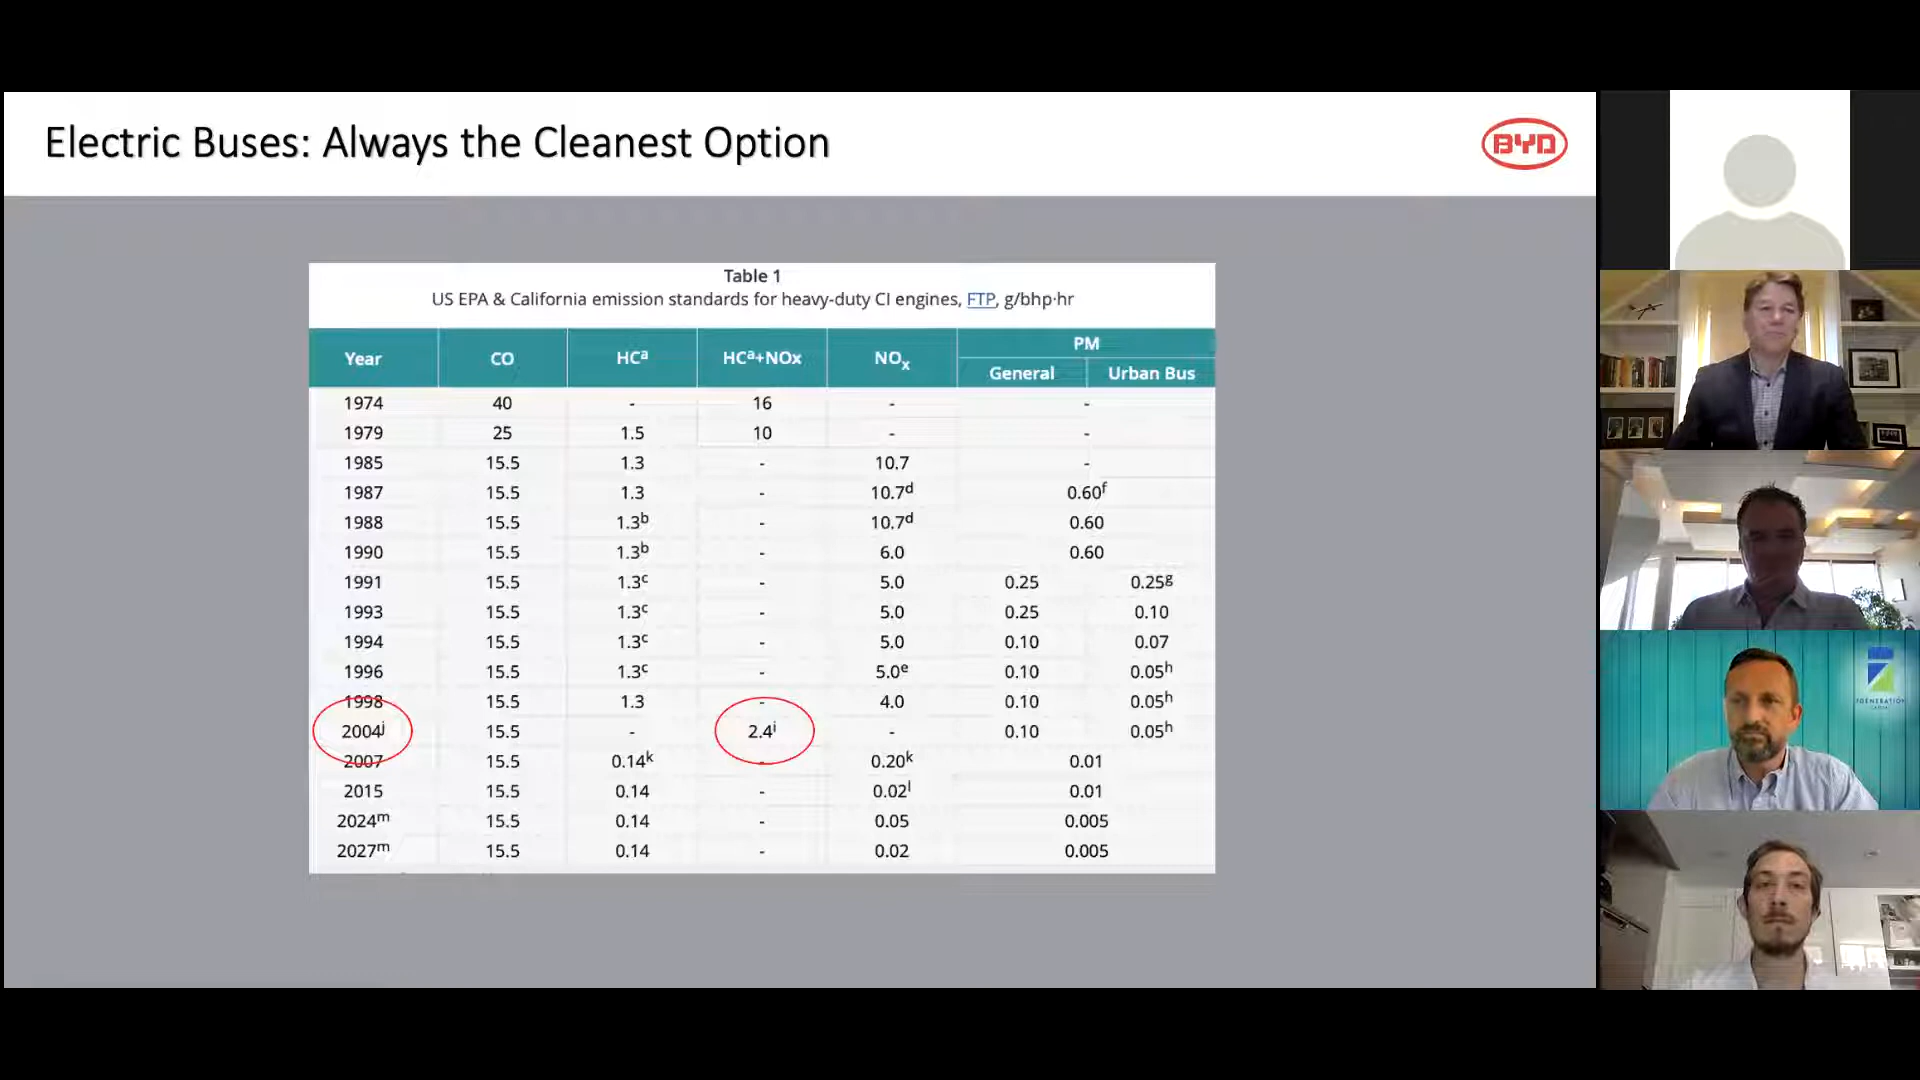 Electric Buses: Always the Cleanest Option
BYD
Table 1
US EPA & California emission standards for heavy-duty CI engines, FTP, g/bhp·hr
Year CO HCᵃ HCᵃ+NOx NOₓ PM
General Urban Bus
1974 40 - 16 - -
1979 25 1.5 10 - -
1985 15.5 1.3 - 10.7 -
1987 15.5 1.3 - 10.7ᵈ 0.60ᶠ
1988 15.5 1.3ᵇ - 10.7ᵈ 0.60
1990 15.5 1.3ᵇ - 6.0 0.60
1991 15.5 1.3ᶜ - 5.0 0.25 0.25ᵍ
1993 15.5 1.3ᶜ - 5.0 0.25 0.10
1994 15.5 1.3ᶜ - 5.0 0.10 0.07
1996 15.5 1.3ᶜ - 5.0ᵉ 0.10 0.05ʰ
1998 15.5 1.3 - 4.0 0.10 0.05ʰ
2004ʲ 15.5 - 2.4ⁱ - 0.10 0.05ʰ
2007 15.5 0.14ᵏ - 0.20ᵏ 0.01
2015 15.5 0.14 - 0.02ˡ 0.01
2024ᵐ 15.5 0.14 - 0.05 0.005
2027ᵐ 15.5 0.14 - 0.02 0.005